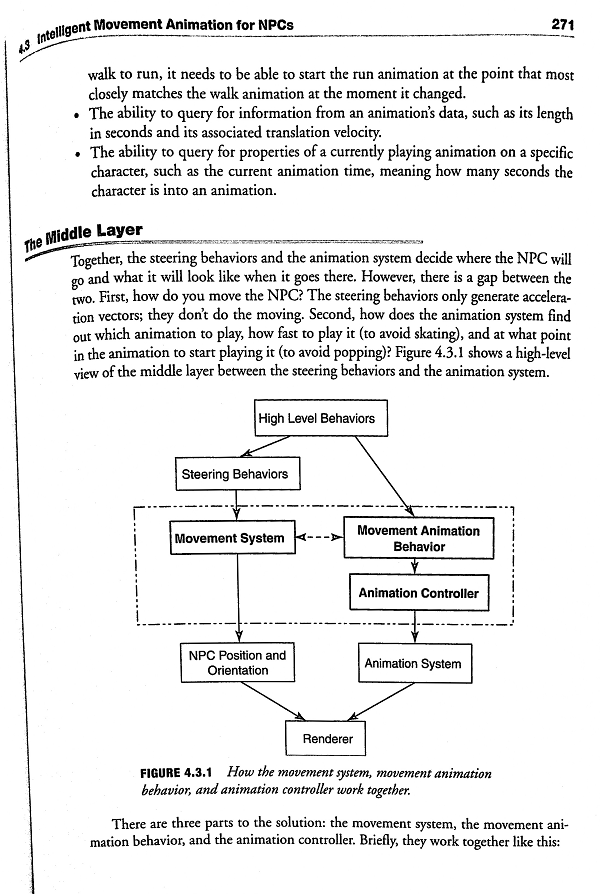 4.3 Intelligent Movement Animation for NPCs 271
walk to run, it needs to be able to start the run animation at the point that most
closely matches the walk animation at the moment it changed.
• The ability to query for information from an animation's data, such as its length
in seconds and its associated translation velocity.
• The ability to query for properties of a currently playing animation on a specific
character, such as the current animation time, meaning how many seconds the
character is into an animation.
The Middle Layer
Together, the steering behaviors and the animation system decide where the NPC will
go and what it will look like when it goes there. However, there is a gap between the
two. First, how do you move the NPC? The steering behaviors only generate accelera-
tion vectors; they don't do the moving. Second, how does the animation system find
out which animation to play, how fast to play it (to avoid skating), and at what point
in the animation to start playing it (to avoid popping)? Figure 4.3.1 shows a high-level
view of the middle layer between the steering behaviors and the animation system.
High Level Behaviors
Steering Behaviors
Movement System
Movement Animation
Behavior
Animation Controller
NPC Position and
Orientation
Animation System
Renderer
FIGURE 4.3.1 How the movement system, movement animation
behavior, and animation controller work together.
There are three parts to the solution: the movement system, the movement ani-
mation behavior, and the animation controller. Briefly, they work together like this: